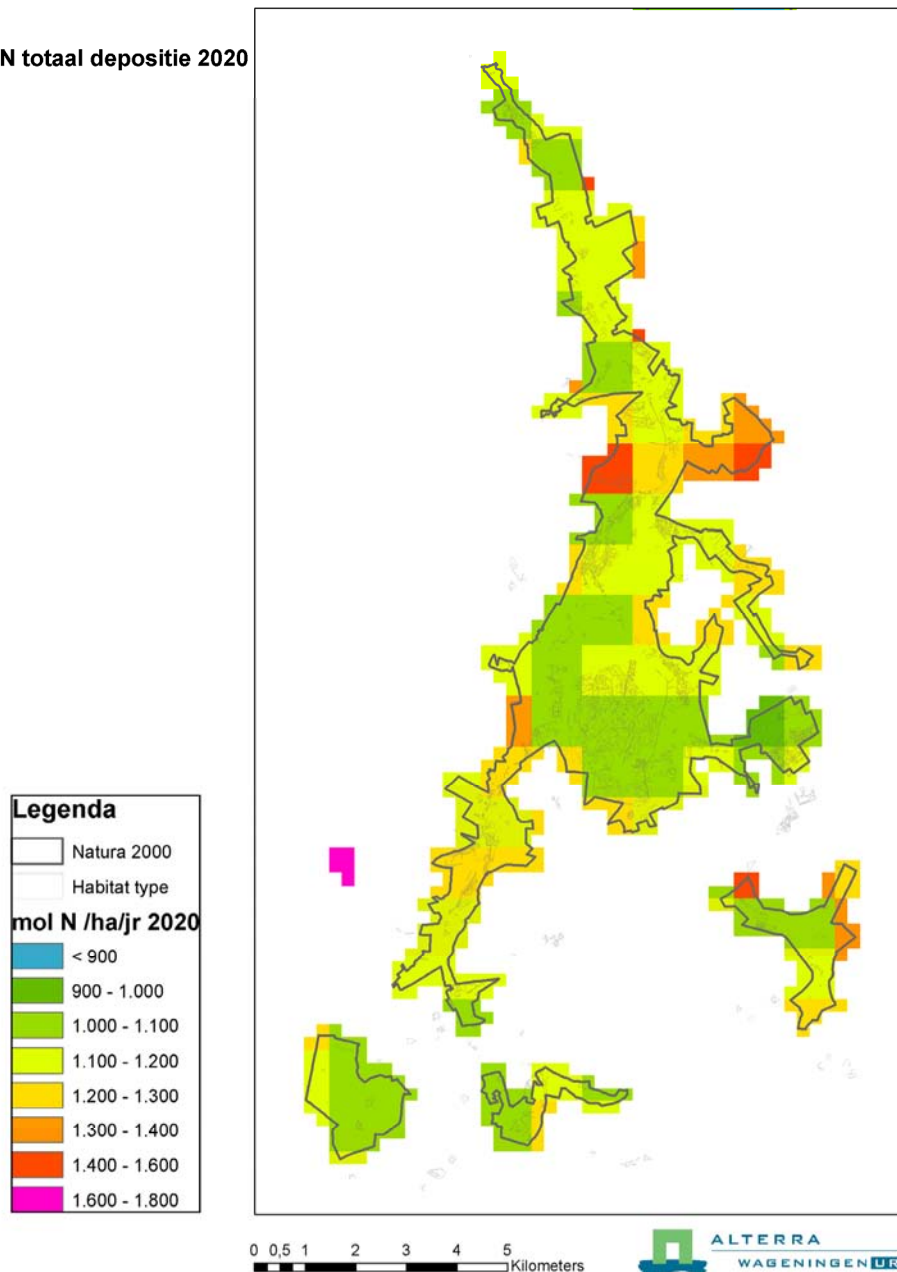 N totaal depositie 2020
Legenda
Natura 2000
Habitat type
mol N /ha/jr 2020
< 900
900 - 1.000
1.000 - 1.100
1.100 - 1.200
1.200 - 1.300
1.300 - 1.400
1.400 - 1.600
1.600 - 1.800
0 0,5 1 2 3 4 5
Kilometers
ALTERRA
WAGENINGEN UR